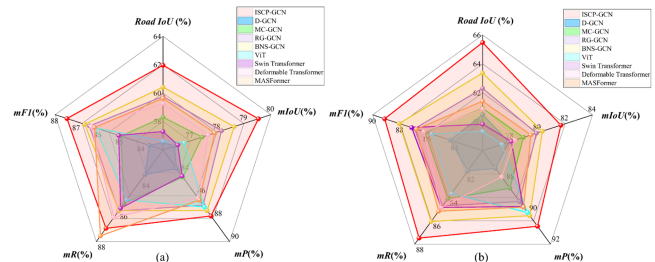 Road IoU (%)
64
62
60
58
mIoU(%)
80
79
77
mP(%)
90
88
86
mR(%)
88
86
84
mF1(%)
88
87
84
(a)
ISCP-GCN
D-GCN
MC-GCN
RG-GCN
BNS-GCN
ViT
Swin Transformer
Deformable Transformer
MASFormer
Road IoU (%)
66
64
62
mIoU(%)
84
82
80
mP(%)
92
90
mR(%)
88
86
84
82
mF1(%)
90
88
84
(b)
ISCP-GCN
D-GCN
MC-GCN
RG-GCN
BNS-GCN
ViT
Swin Transformer
Deformable Transformer
MASFormer